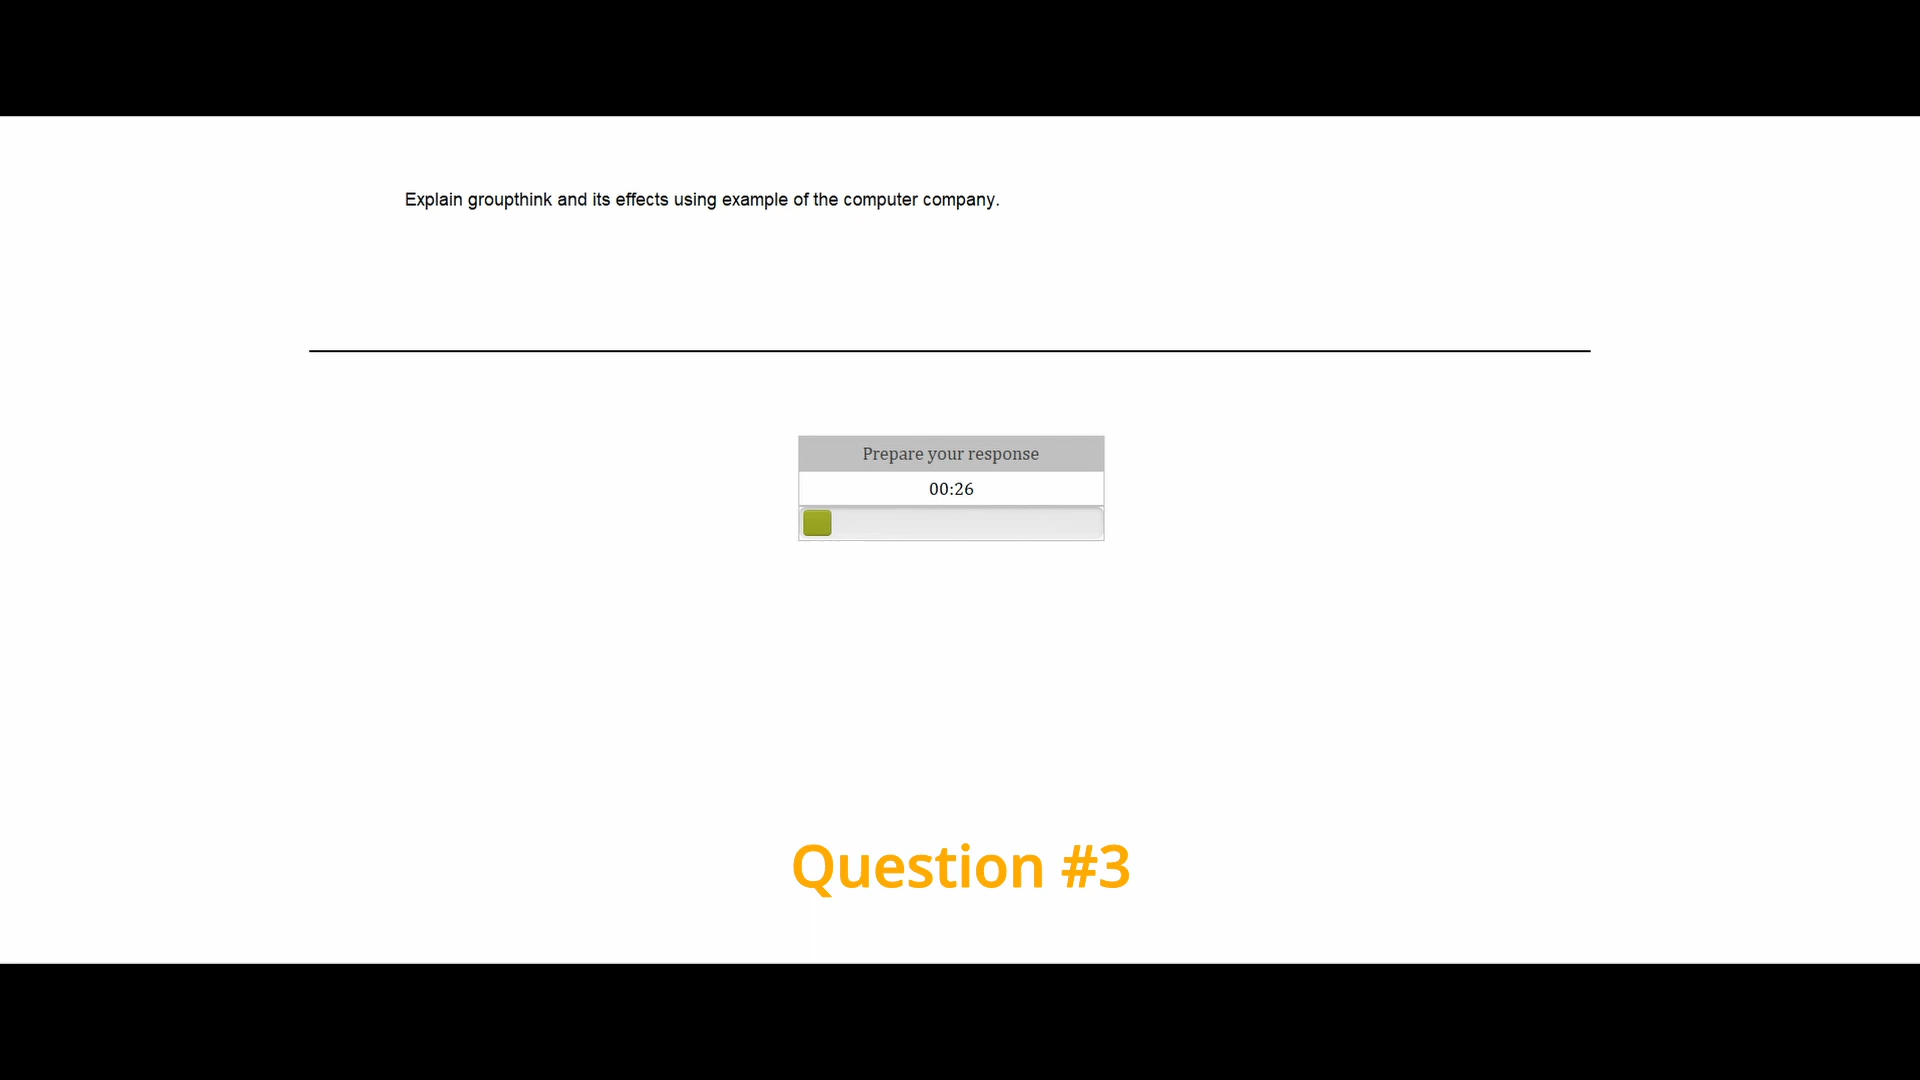 Explain groupthink and its effects using example of the computer company.
Prepare your response
00:26
Question #3